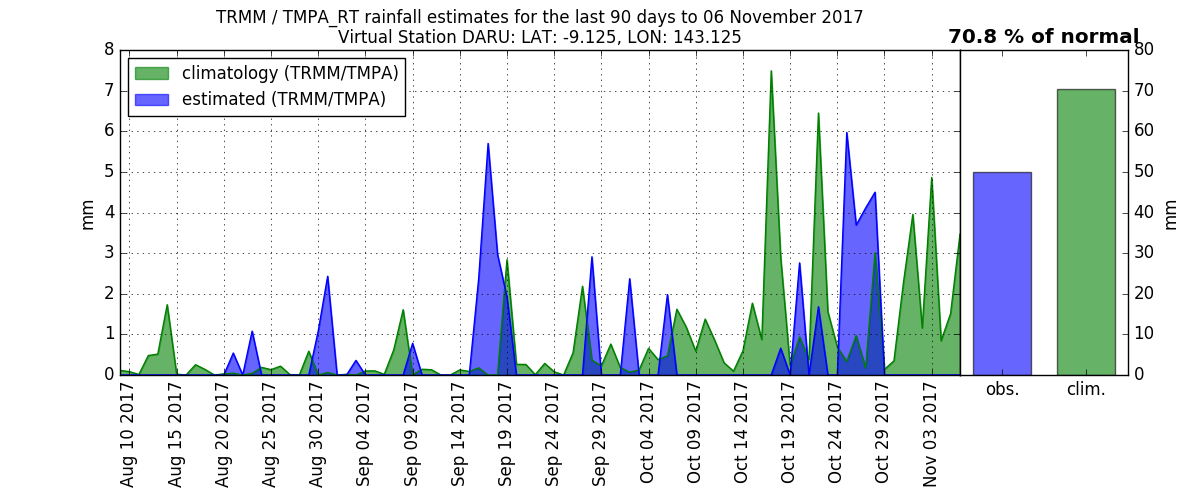 TRMM / TMPA_RT rainfall estimates for the last 90 days to 06 November 2017
Virtual Station DARU: LAT: -9.125, LON: 143.125
70.8 % of normal
climatology (TRMM/TMPA)
estimated (TRMM/TMPA)
8
7
6
5
4
3
2
1
0
mm
80
70
60
50
40
30
20
10
0
mm
Aug 10 2017
Aug 15 2017
Aug 20 2017
Aug 25 2017
Aug 30 2017
Sep 04 2017
Sep 09 2017
Sep 14 2017
Sep 19 2017
Sep 24 2017
Sep 29 2017
Oct 04 2017
Oct 09 2017
Oct 14 2017
Oct 19 2017
Oct 24 2017
Oct 29 2017
Nov 03 2017
obs.
clim.